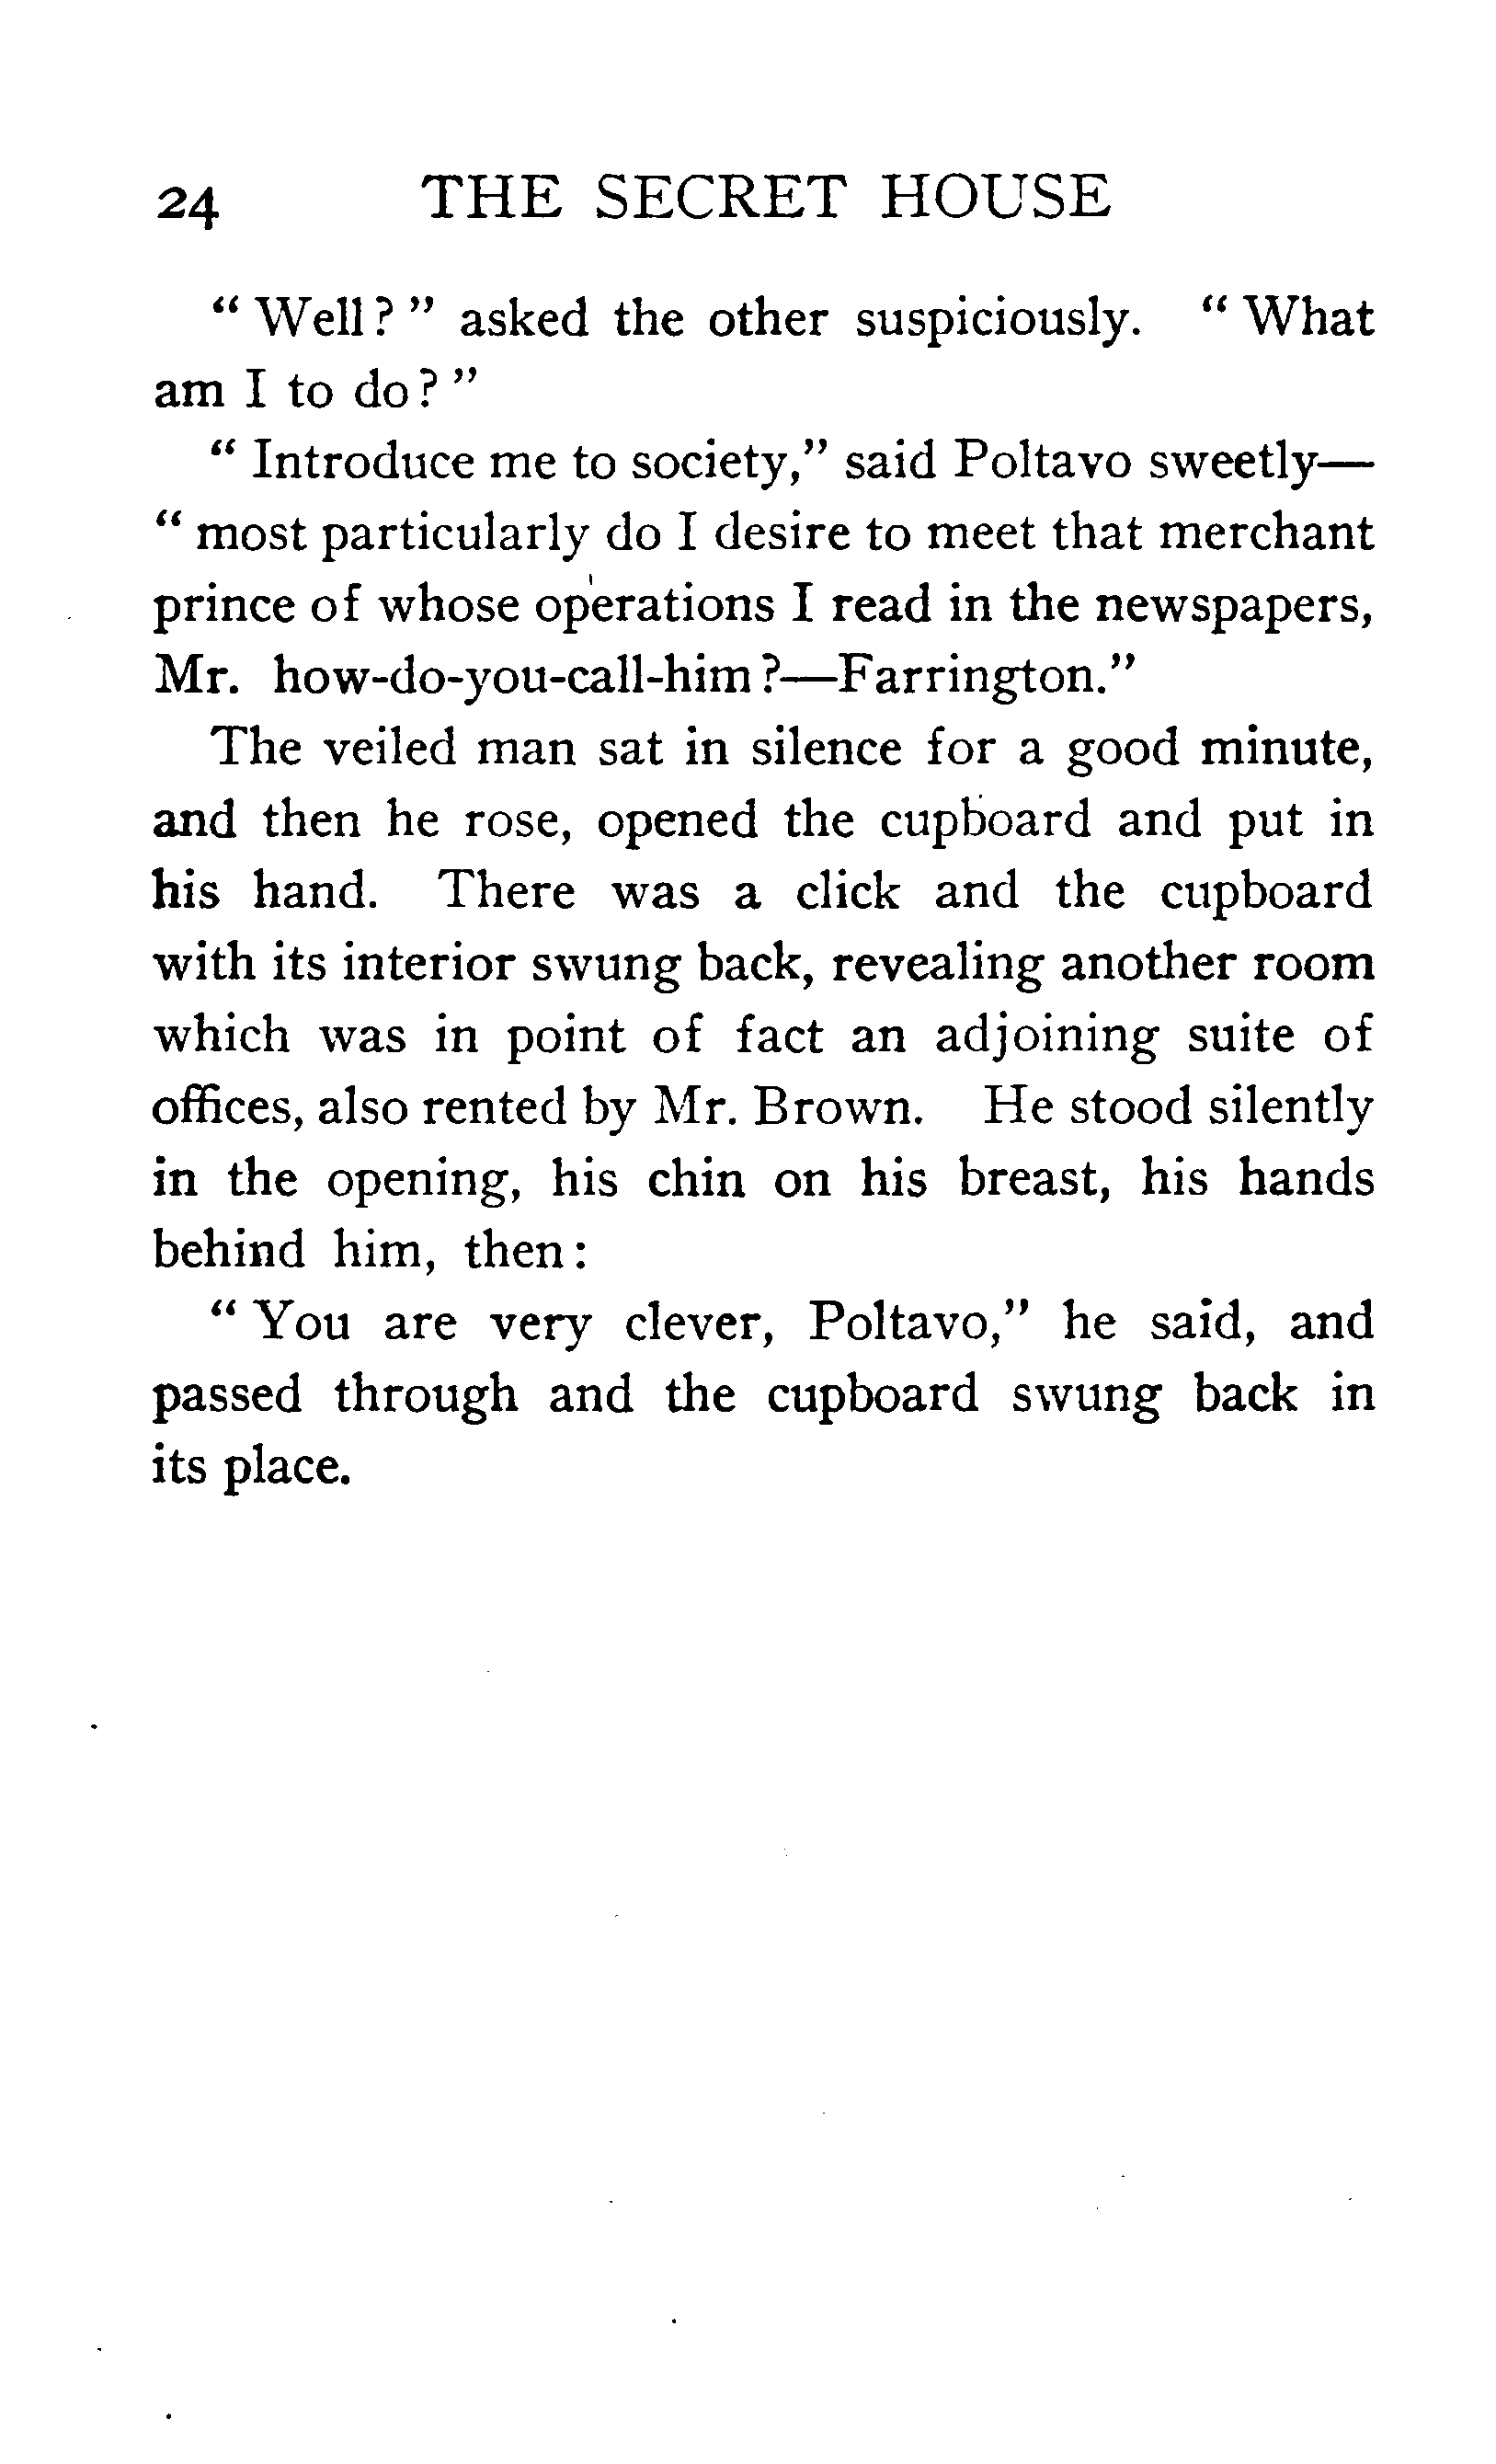 24 THE SECRET HOUSE
“ Well ? ” asked the other suspiciously. “ What
am I to do ? ”
“ Introduce me to society,” said Poltavo sweetly—
“ most particularly do I desire to meet that merchant
prince of whose operations I read in the newspapers,
Mr. how-do-you-call-him ?—Farrington.”
The veiled man sat in silence for a good minute,
and then he rose, opened the cupboard and put in
his hand. There was a click and the cupboard
with its interior swung back, revealing another room
which was in point of fact an adjoining suite of
offices, also rented by Mr. Brown. He stood silently
in the opening, his chin on his breast, his hands
behind him, then :
“ You are very clever, Poltavo,” he said, and
passed through and the cupboard swung back in
its place.